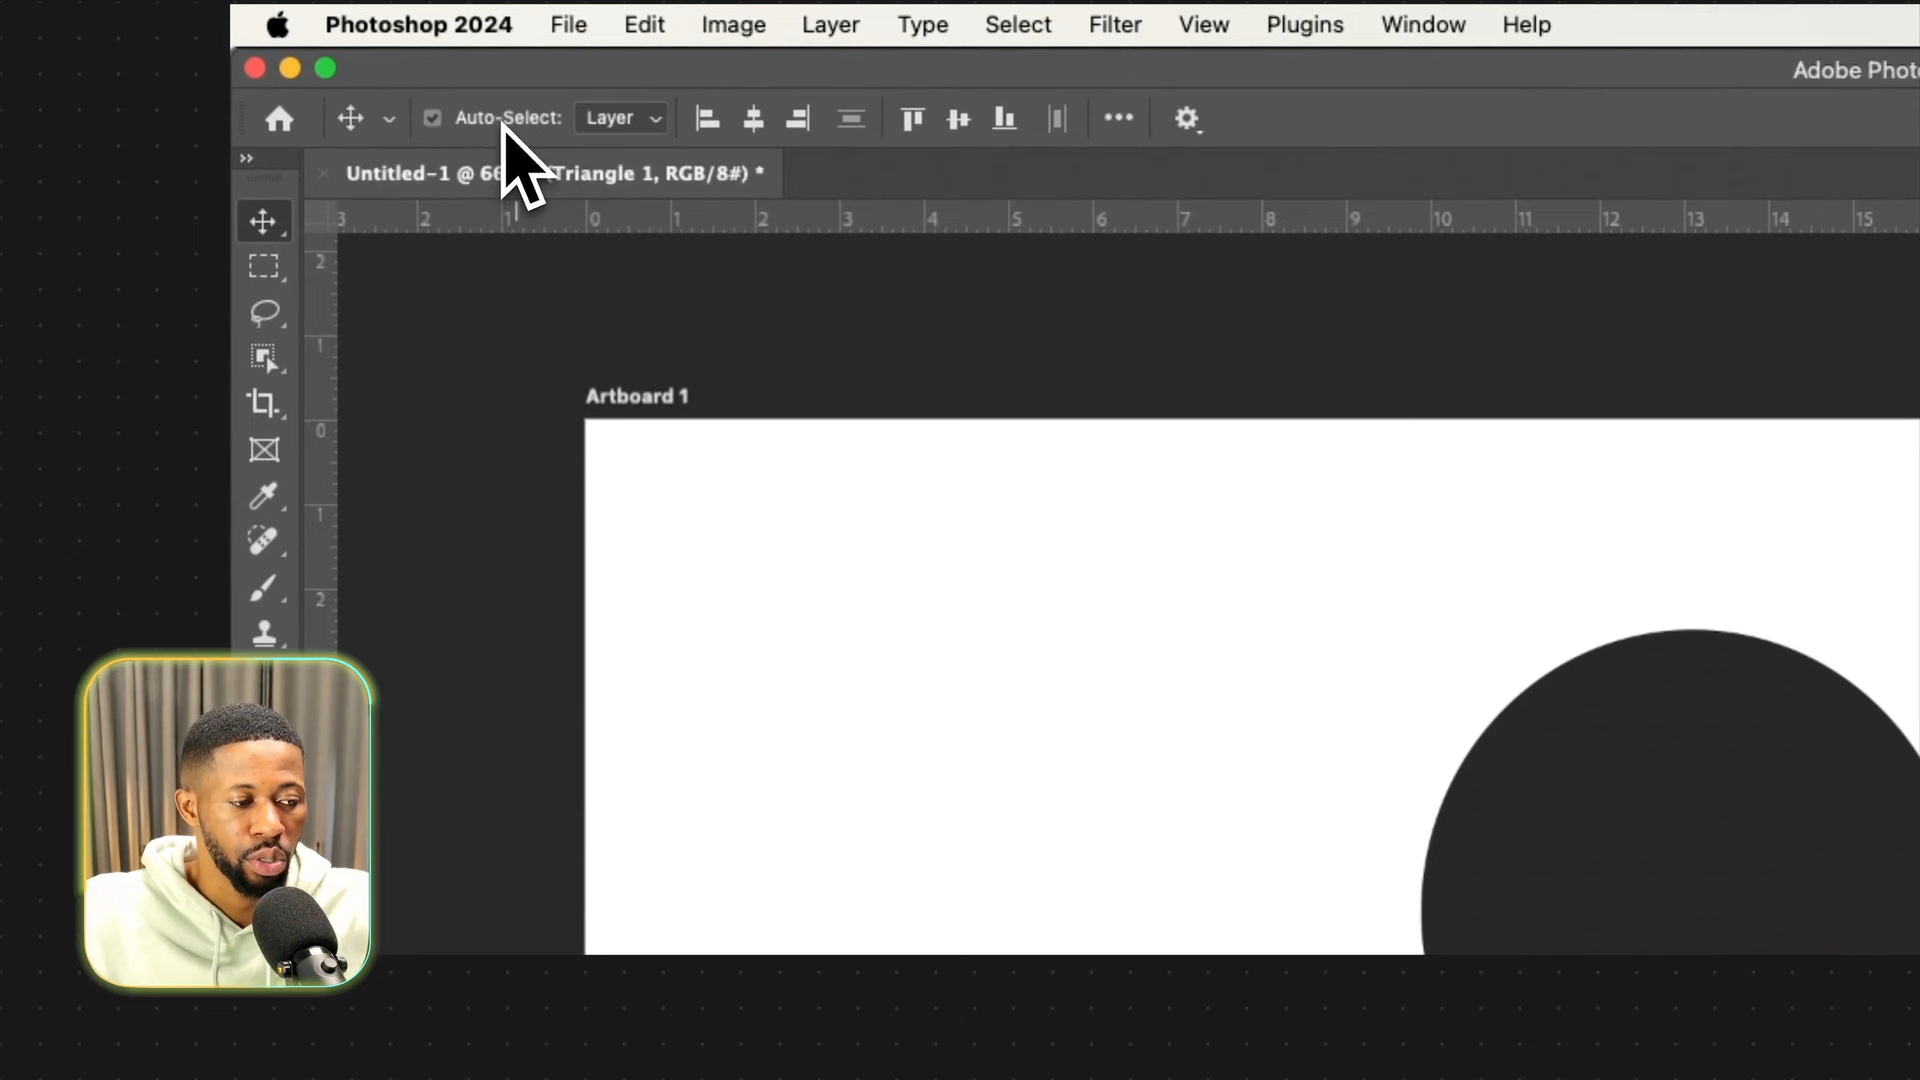 Photoshop 2024 File Edit Image Layer Type Select Filter View Plugins Window Help
Adobe Phot
Auto-Select: Layer
Untitled-1 @ 66 (Triangle 1, RGB/8#) *
3 2 1 0 1 2 3 4 5 6 7 8 9 10 11 12 13 14 15
2
1
Artboard 1
0
1
2